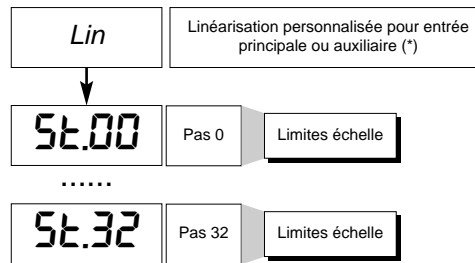 Lin
Linéarisation personnalisée pour entrée
principale ou auxiliaire (*)
St.00
Pas 0
Limites échelle
......
St.32
Pas 32
Limites échelle